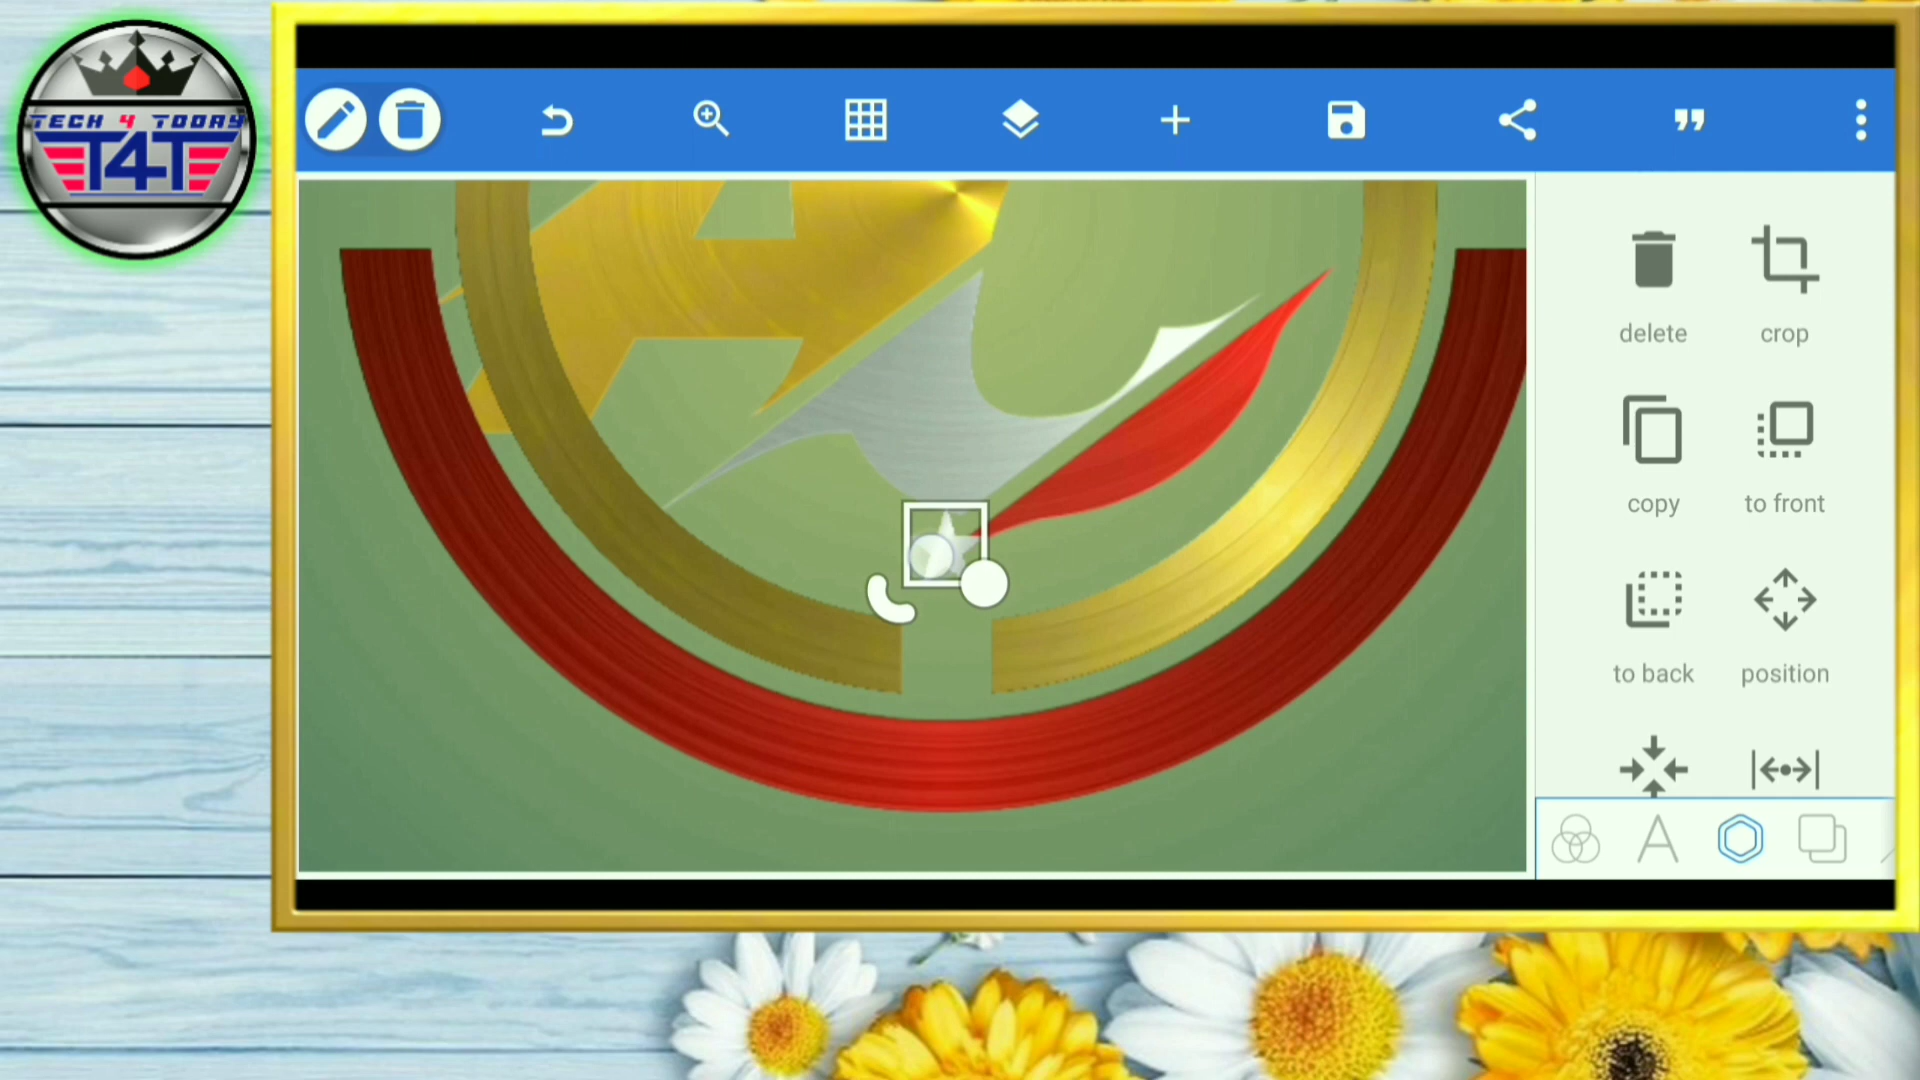 TECH 4 TODAY
T4T
delete
crop
copy
to front
to back
position
A